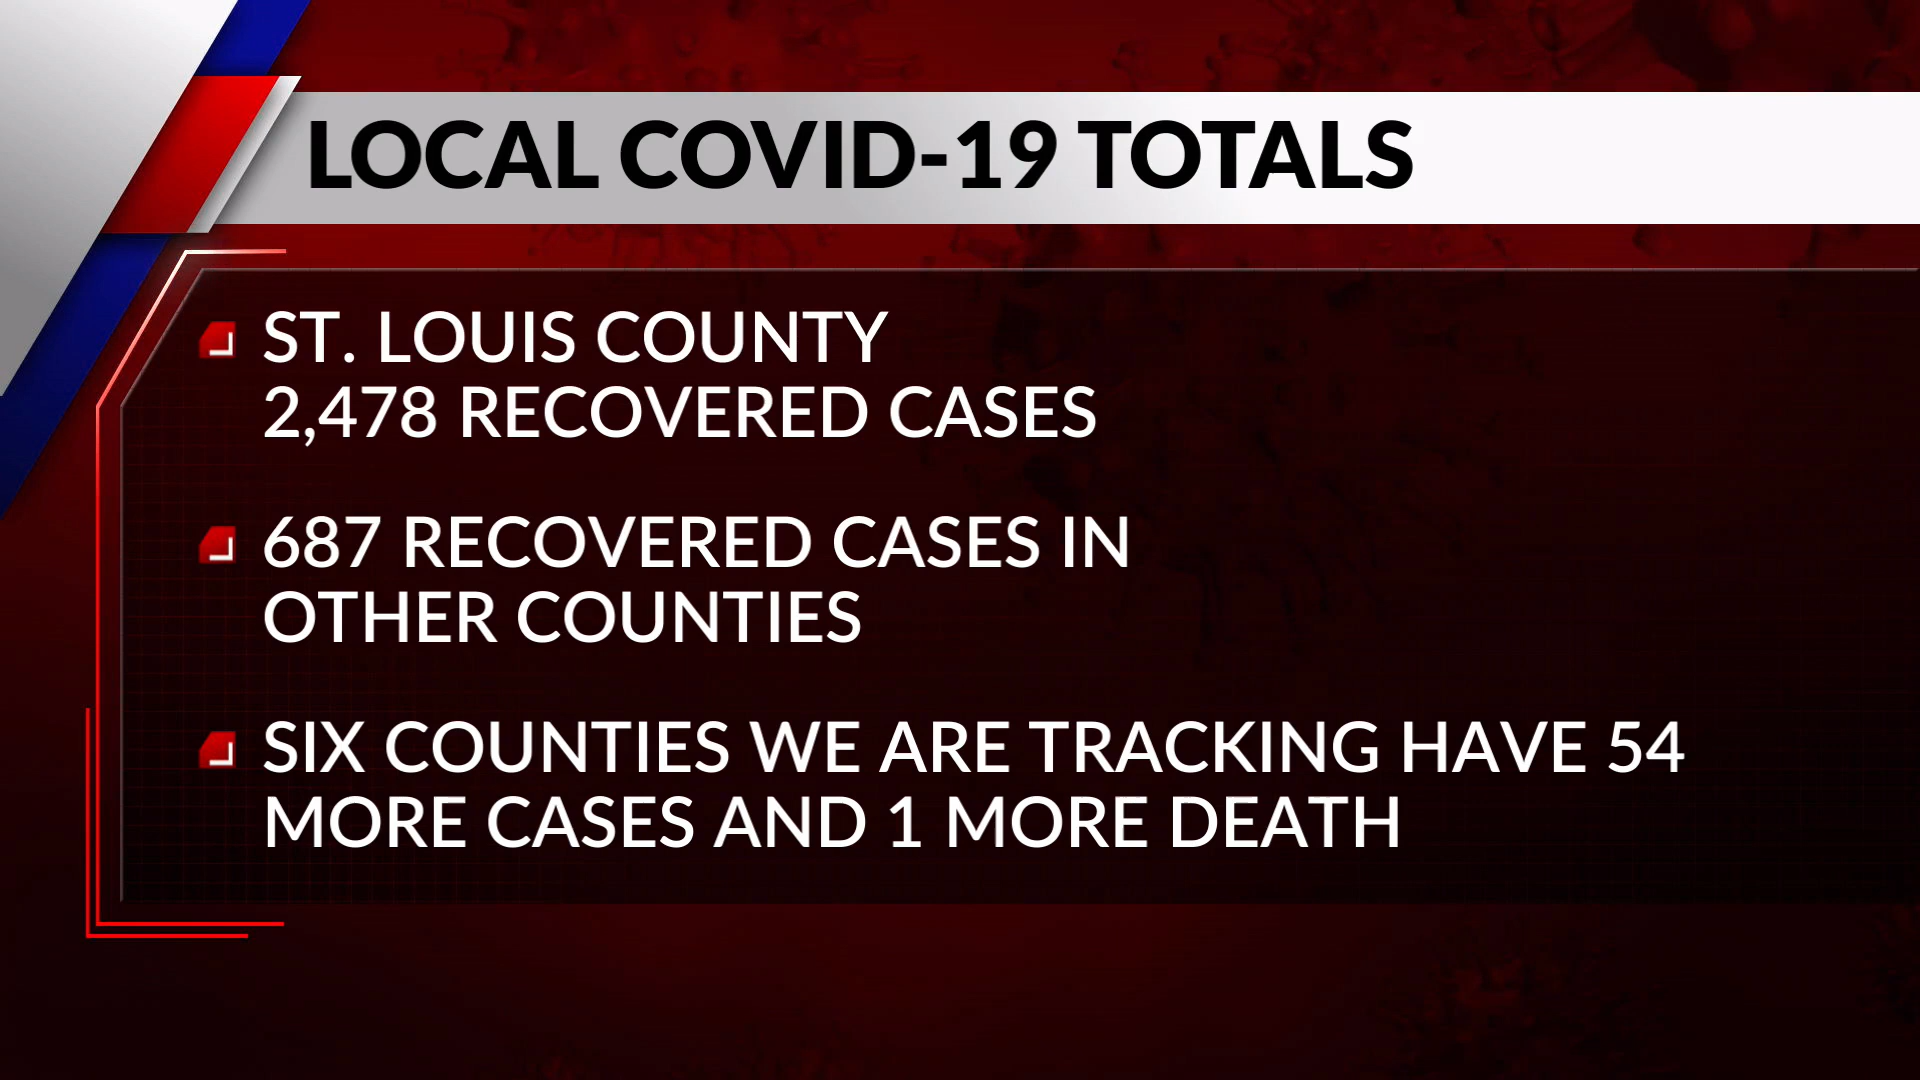 LOCAL COVID-19 TOTALS
ST. LOUIS COUNTY
2,478 RECOVERED CASES
687 RECOVERED CASES IN
OTHER COUNTIES
SIX COUNTIES WE ARE TRACKING HAVE 54
MORE CASES AND 1 MORE DEATH